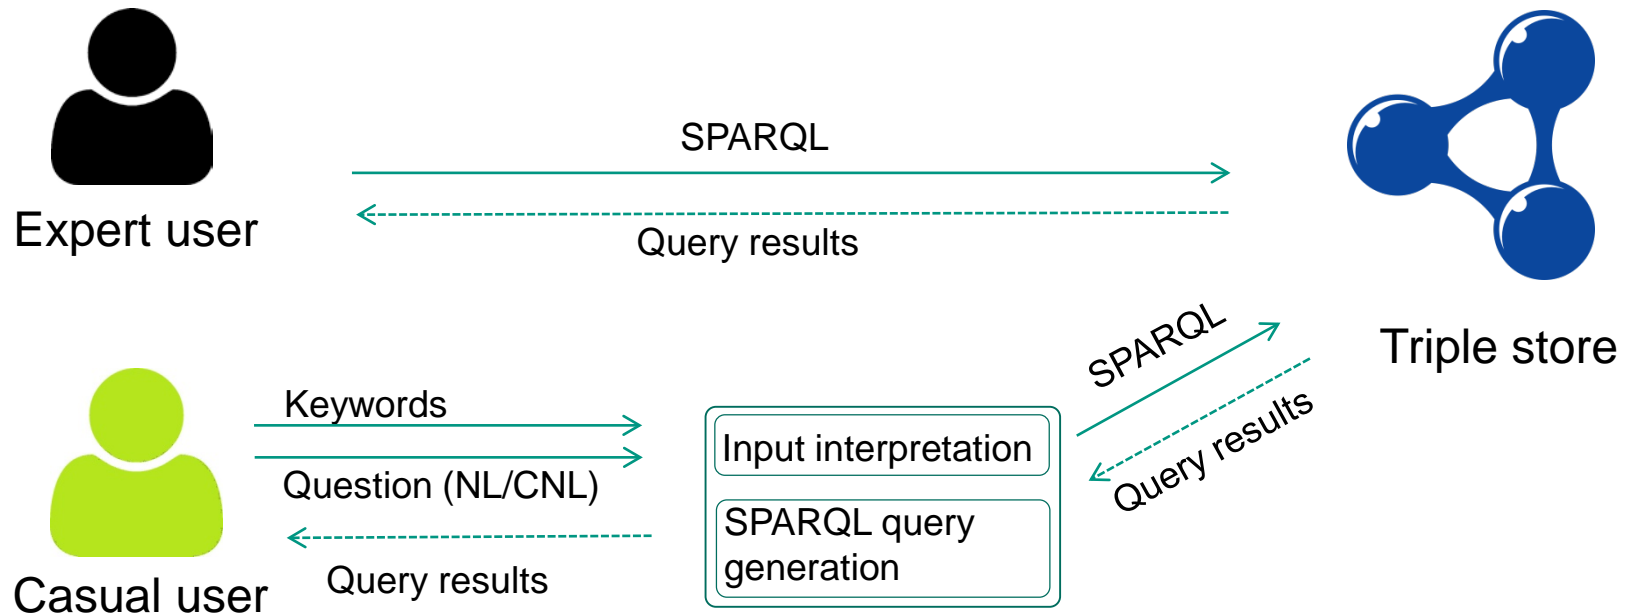 SPARQL
Expert user
Query results
SPARQL
Triple store
Keywords
Input interpretation
Query results
Question (NL/CNL)
SPARQL query
generation
Query results
Casual user